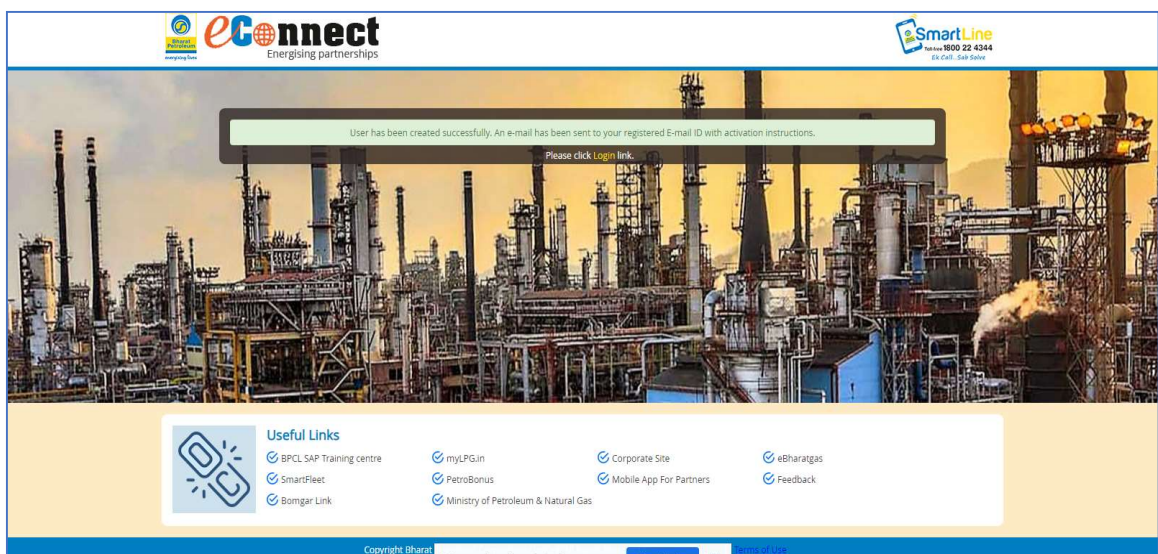 Bharat
Petroleum
energising lives
eConnect
Energising partnerships
SmartLine
Toll-free 1800 22 4344
Ek Call.. Sab Solve
User has been created successfully. An e-mail has been sent to your registered E-mail ID with activation instructions.
Please click Login link.
Useful Links
BPCL SAP Training centre
myLPG.in
Corporate Site
eBharatgas
SmartFleet
PetroBonus
Mobile App For Partners
Feedback
Bomgar Link
Ministry of Petroleum & Natural Gas
Copyright Bharat
Terms of Use